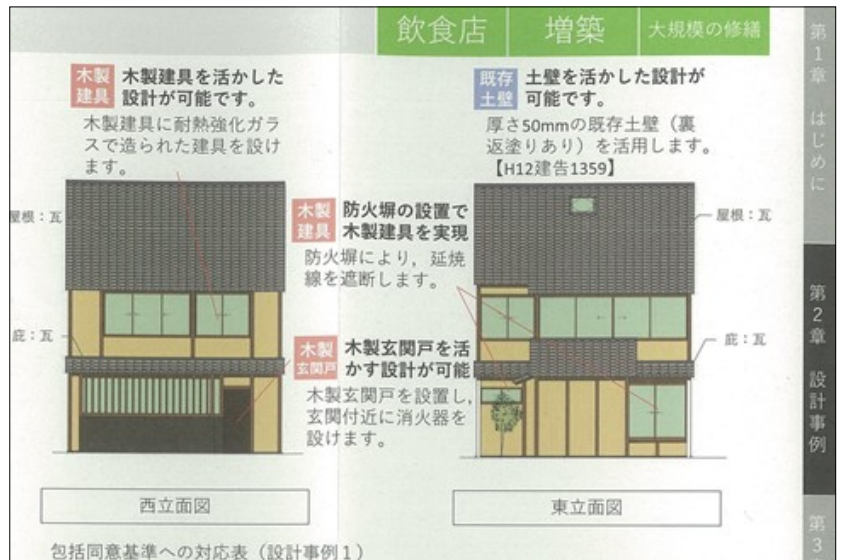 飲食店
増築
大規模の修繕
木製
建具
木製建具を活かした
設計が可能です。
木製建具に耐熱強化ガラ
スで造られた建具を設け
ます。
既存
土壁
土壁を活かした設計が
可能です。
厚さ50mmの既存土壁（裏
返塗りあり）を活用します。
【H12建告1359】
屋根：瓦
木製
建具
防火塀の設置で
木製建具を実現
防火塀により，延焼
線を遮断します。
屋根：瓦
庇：瓦
木製
玄関戸
木製玄関戸を活
かす設計が可能
木製玄関戸を設置し，
玄関付近に消火器を
設けます。
庇：瓦
西立面図
東立面図
包括同意基準への対応表（設計事例１）
第1章 はじめに
第2章 設計事例
第3